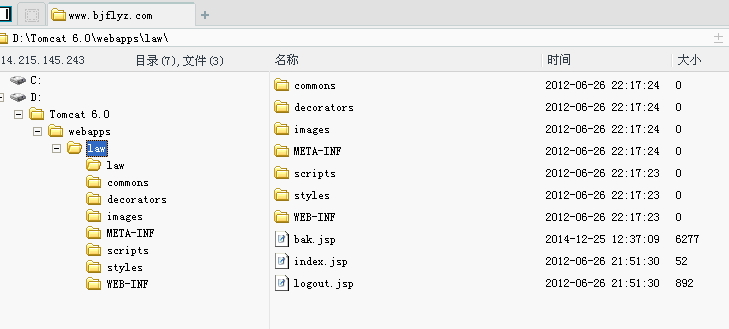 www.bjflyz.com
D:\Tomcat 6.0\webapps\law\
14.215.145.243 目录(7),文件(3) 名称 时间 大小
C:
D:
Tomcat 6.0
webapps
law
law
commons
decorators
images
META-INF
scripts
styles
WEB-INF
commons 2012-06-26 22:17:24 0
decorators 2012-06-26 22:17:24 0
images 2012-06-26 22:17:24 0
META-INF 2012-06-26 22:17:24 0
scripts 2012-06-26 22:17:23 0
styles 2012-06-26 22:17:23 0
WEB-INF 2012-06-26 22:17:23 0
bak.jsp 2014-12-25 12:37:09 6277
index.jsp 2012-06-26 21:51:30 52
logout.jsp 2012-06-26 21:51:30 892